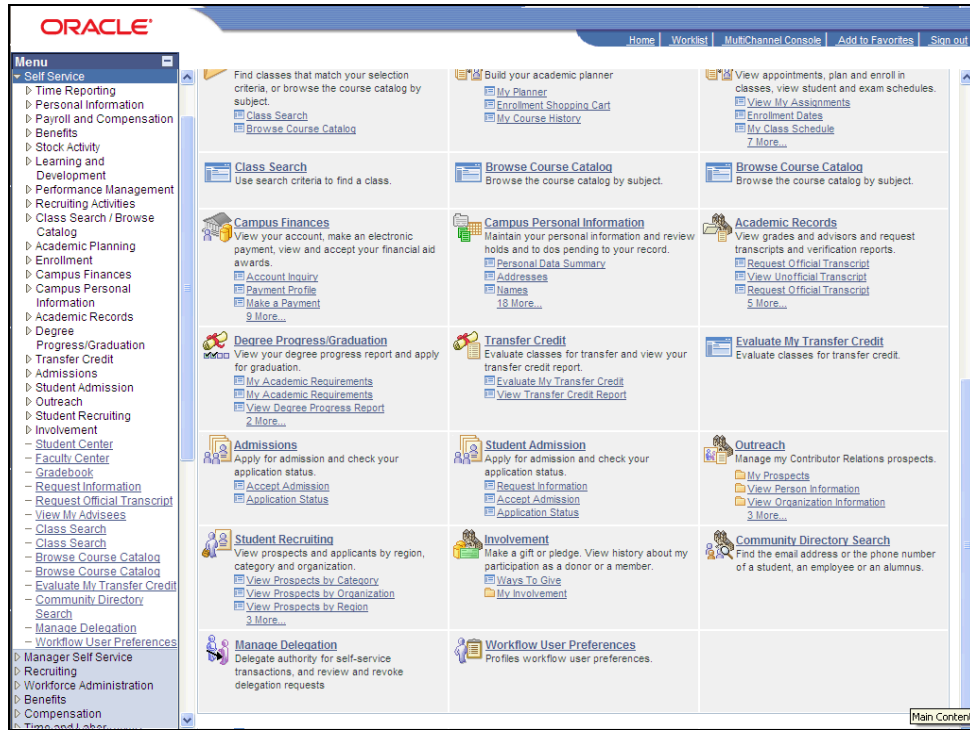 ORACLE
Home | Worklist | MultiChannel Console | Add to Favorites | Sign out
Menu
Self Service
Time Reporting
Personal Information
Payroll and Compensation
Benefits
Stock Activity
Learning and
Development
Performance Management
Recruiting Activities
Class Search / Browse
Catalog
Academic Planning
Enrollment
Campus Finances
Campus Personal
Information
Academic Records
Degree
Progress/Graduation
Transfer Credit
Admissions
Student Admission
Outreach
Student Recruiting
Involvement
– Student Center
– Faculty Center
– Gradebook
– Request Information
– Request Official Transcript
– View My Advisees
– Class Search
– Class Search
– Browse Course Catalog
– Browse Course Catalog
– Evaluate My Transfer Credit
– Community Directory
Search
– Manage Delegation
– Workflow User Preferences
Manager Self Service
Recruiting
Workforce Administration
Benefits
Compensation
Time and Labor
Find classes that match your selection
criteria, or browse the course catalog by
subject.
Class Search
Browse Course Catalog
Build your academic planner
My Planner
Enrollment Shopping Cart
My Course History
View appointments, plan and enroll in
classes, view student and exam schedules.
View My Assignments
Enrollment Dates
My Class Schedule
7 More...
Class Search
Use search criteria to find a class.
Browse Course Catalog
Browse the course catalog by subject.
Browse Course Catalog
Browse the course catalog by subject.
Campus Finances
View your account, make an electronic
payment, view and accept your financial aid
awards.
Account Inquiry
Payment Profile
Make a Payment
9 More...
Campus Personal Information
Maintain your personal information and review
holds and to dos pending to your record.
Personal Data Summary
Addresses
Names
18 More...
Academic Records
View grades and advisors and request
transcripts and verification reports.
Request Official Transcript
View Unofficial Transcript
Request Official Transcript
5 More...
Degree Progress/Graduation
View your degree progress report and apply
for graduation.
My Academic Requirements
My Academic Requirements
View Degree Progress Report
2 More...
Transfer Credit
Evaluate classes for transfer and view your
transfer credit report.
Evaluate My Transfer Credit
View Transfer Credit Report
Evaluate My Transfer Credit
Evaluate classes for transfer credit.
Admissions
Apply for admission and check your
application status.
Accept Admission
Application Status
Student Admission
Apply for admission and check your
application status.
Request Information
Accept Admission
Application Status
Outreach
Manage my Contributor Relations prospects.
My Prospects
View Person Information
View Organization Information
3 More...
Student Recruiting
View prospects and applicants by region,
category and organization.
View Prospects by Category
View Prospects by Organization
View Prospects by Region
3 More...
Involvement
Make a gift or pledge. View history about my
participation as a donor or a member.
Ways To Give
My Involvement
Community Directory Search
Find the email address or the phone number
of a student, an employee or an alumnus.
Manage Delegation
Delegate authority for self-service
transactions, and review and revoke
delegation requests
Workflow User Preferences
Profiles workflow user preferences.
Main Content